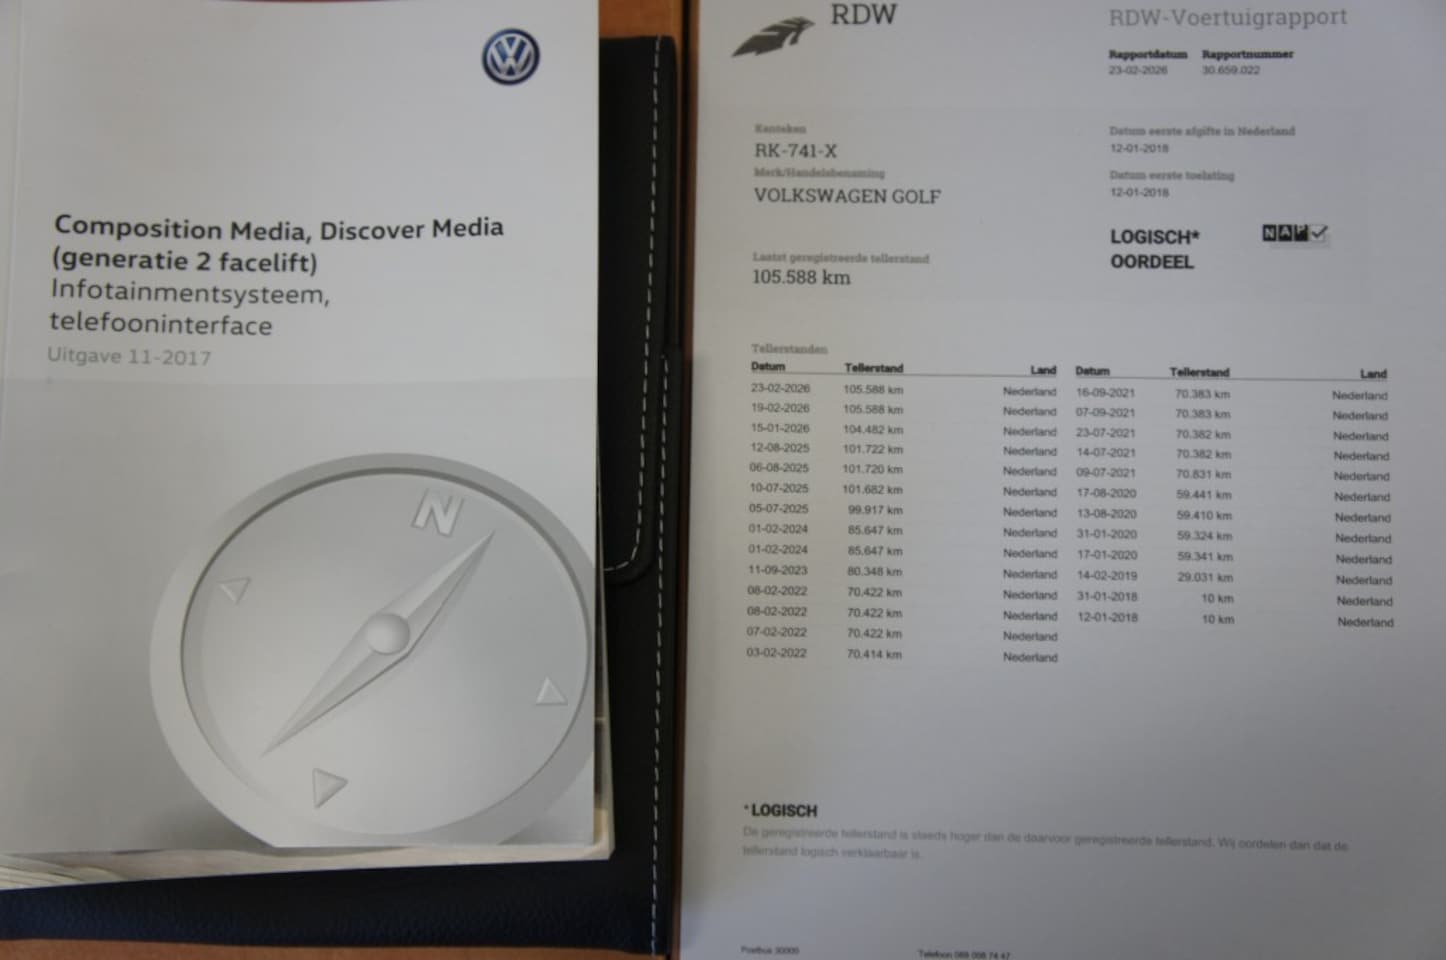 Composition Media, Discover Media
(generatie 2 facelift)
Infotainmentsysteem,
telefooninterface
Uitgave 11-2017
N
RDW
RDW-Voertuigrapport
Rapportdatum Rapportnummer
23-02-2026 30.659.022
Kenteken
RK-741-X
Merk/Handelsbenaming
VOLKSWAGEN GOLF
Datum eerste afgifte in Nederland
12-01-2018
Datum eerste toelating
12-01-2018
Laatst geregistreerde tellerstand
105.588 km
LOGISCH*
OORDEEL
NAP
Tellerstanden
Datum Tellerstand Land
23-02-2026 105.588 km Nederland
19-02-2026 105.588 km Nederland
15-01-2026 104.482 km Nederland
12-08-2025 101.722 km Nederland
06-08-2025 101.720 km Nederland
10-07-2025 101.682 km Nederland
05-07-2025 99.917 km Nederland
01-02-2024 85.647 km Nederland
01-02-2024 85.647 km Nederland
11-09-2023 80.348 km Nederland
08-02-2022 70.422 km Nederland
08-02-2022 70.422 km Nederland
07-02-2022 70.422 km Nederland
03-02-2022 70.414 km Nederland
Datum Tellerstand Land
16-09-2021 70.383 km Nederland
07-09-2021 70.383 km Nederland
23-07-2021 70.382 km Nederland
14-07-2021 70.382 km Nederland
09-07-2021 70.831 km Nederland
17-08-2020 59.441 km Nederland
13-08-2020 59.410 km Nederland
31-01-2020 59.324 km Nederland
17-01-2020 59.341 km Nederland
14-02-2019 29.031 km Nederland
31-01-2018 10 km Nederland
12-01-2018 10 km Nederland
* LOGISCH
De geregistreerde tellerstand is steeds hoger dan de daarvoor geregistreerde tellerstand. Wij oordelen dan dat de
tellerstand logisch verklaarbaar is.
Postbus 30000
Telefoon 088 008 74 47